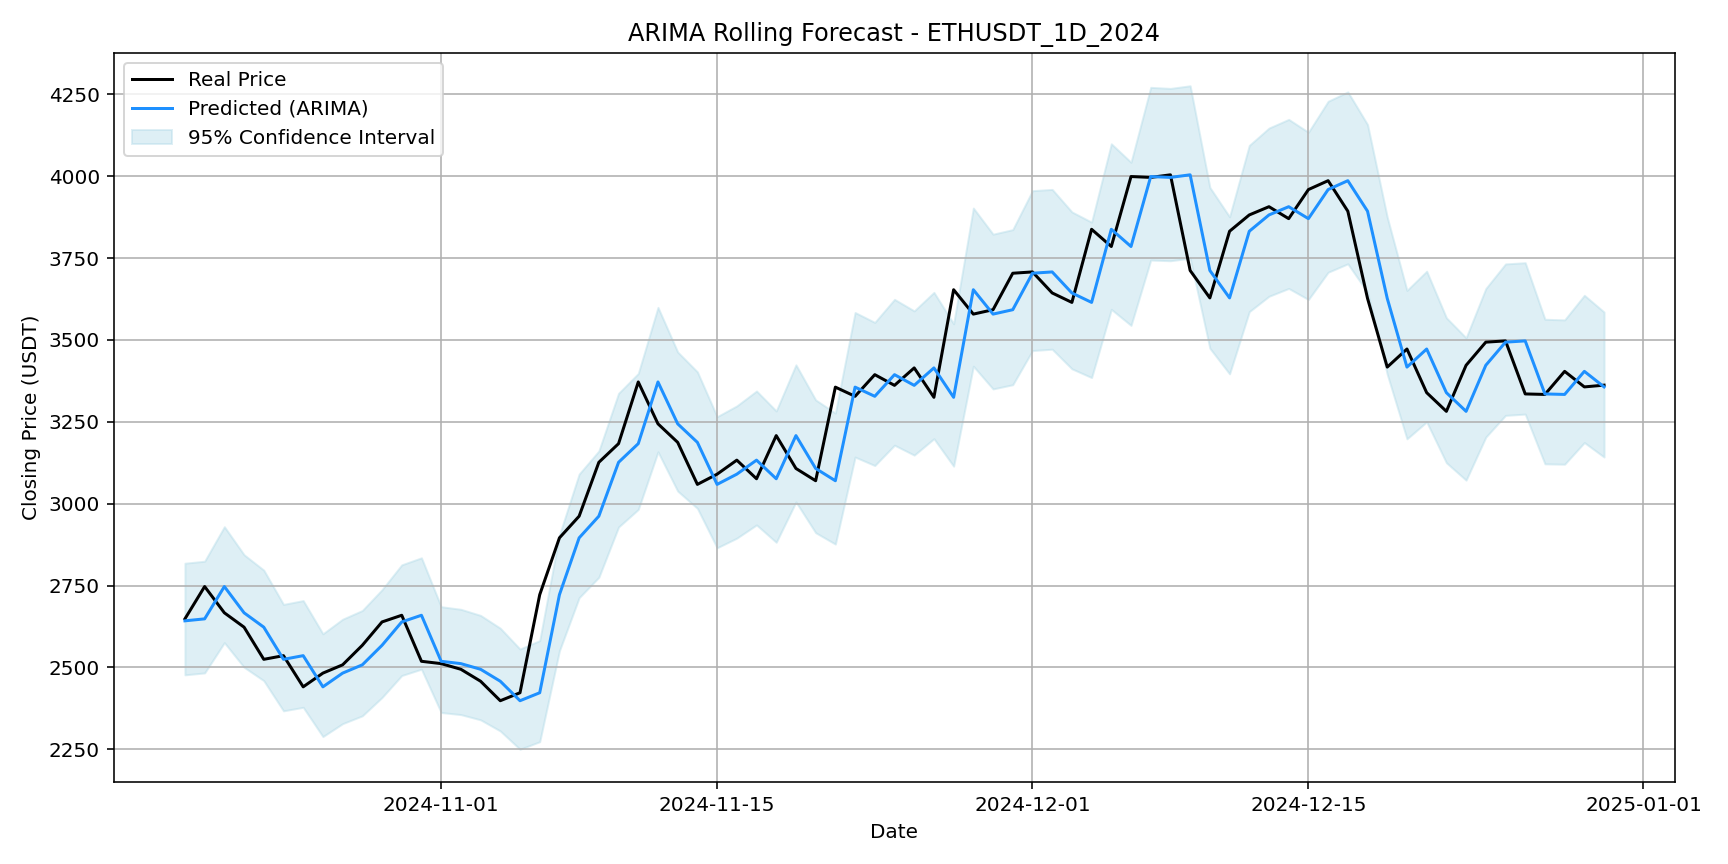 ARIMA Rolling Forecast - ETHUSDT_1D_2024
Real Price
Predicted (ARIMA)
95% Confidence Interval
4250
4000
3750
3500
3250
3000
2750
2500
2250
Closing Price (USDT)
2024-11-01
2024-11-15
2024-12-01
2024-12-15
2025-01-01
Date